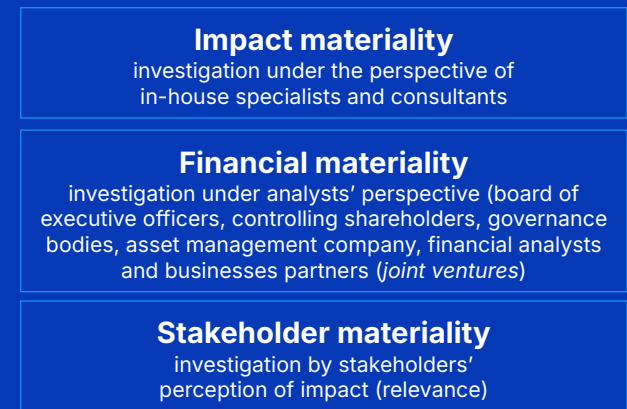 Impact materiality
investigation under the perspective of
in-house specialists and consultants
Financial materiality
investigation under analysts’ perspective (board of
executive officers, controlling shareholders, governance
bodies, asset management company, financial analysts
and businesses partners (joint ventures)
Stakeholder materiality
investigation by stakeholders’
perception of impact (relevance)